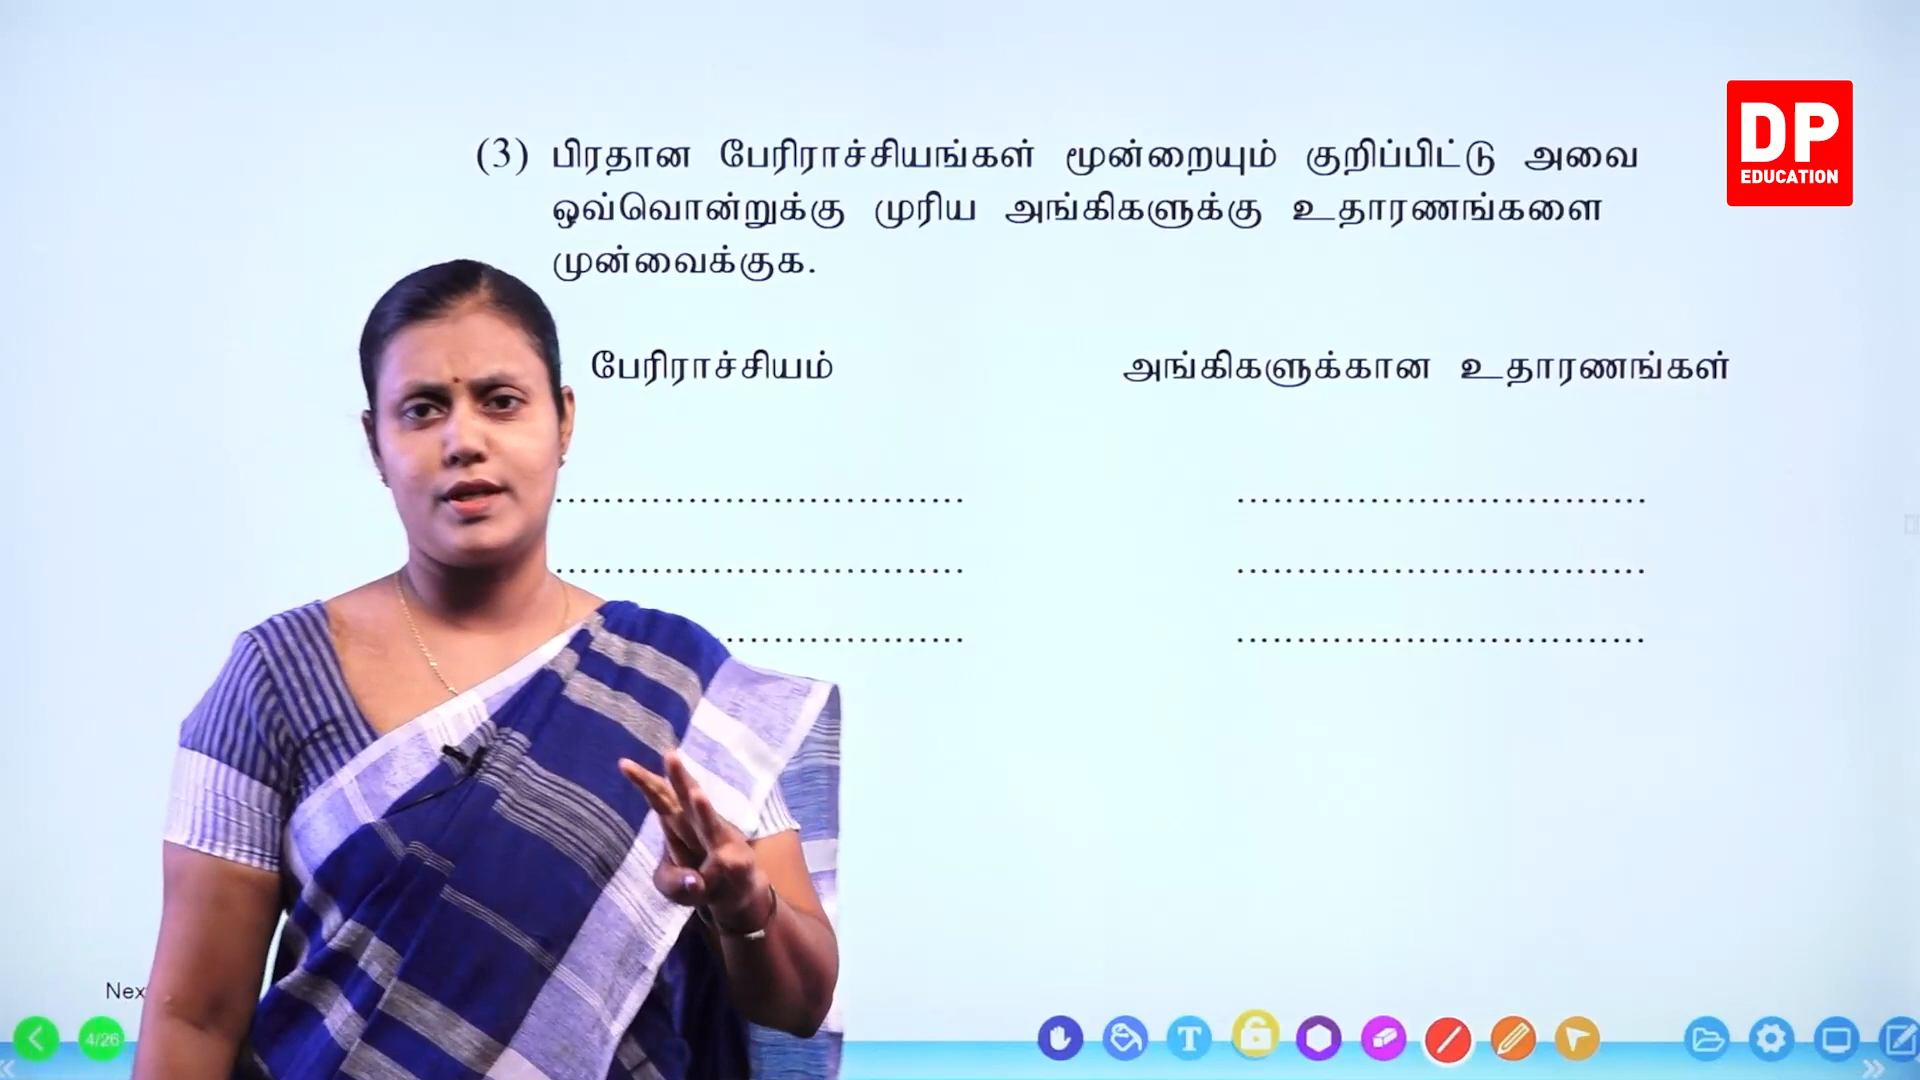 DP
EDUCATION
(3) பிரதான பேரிராச்சியங்கள் மூன்றையும் குறிப்பிட்டு அவை
ஒவ்வொன்றுக்கு முரிய அங்கிகளுக்கு உதாரணங்களை
முன்வைக்குக.
பேரிராச்சியம் அங்கிகளுக்கான உதாரணங்கள்
................................. .................................
................................. .................................
..................... .................................
4/26